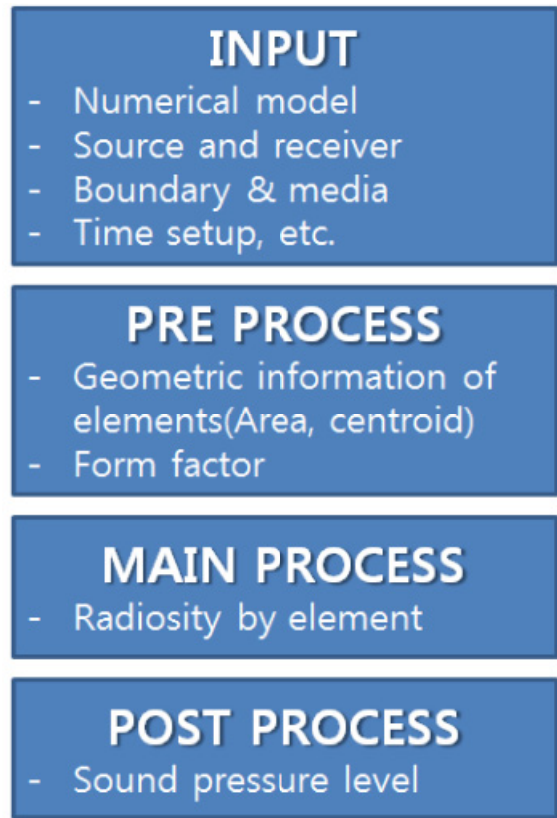 INPUT
- Numerical model
- Source and receiver
- Boundary & media
- Time setup, etc.
PRE PROCESS
- Geometric information of
elements(Area, centroid)
- Form factor
MAIN PROCESS
- Radiosity by element
POST PROCESS
- Sound pressure level